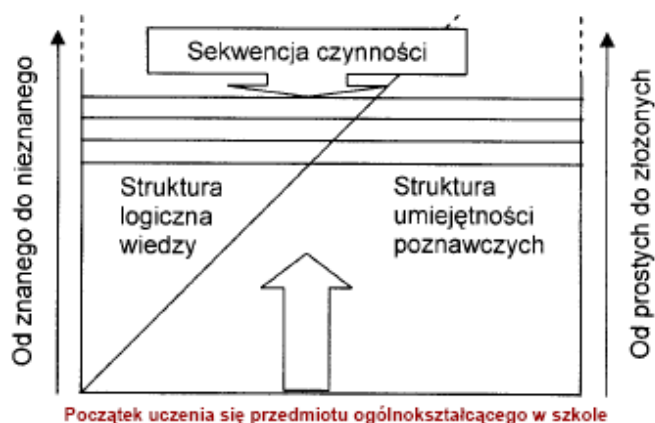 Sekwencja czynności
Od znanego do nieznanego
Struktura
logiczna
wiedzy
Struktura
umiejętności
poznawczych
Od prostych do złożonych
Początek uczenia się przedmiotu ogólnokształcącego w szkole